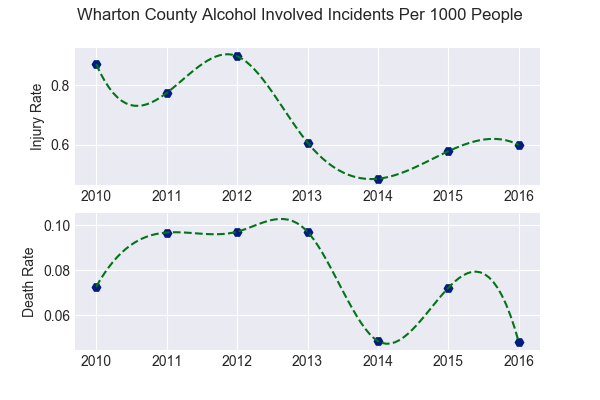 Wharton County Alcohol Involved Incidents Per 1000 People
Injury Rate
0.8
0.6
2010 2011 2012 2013 2014 2015 2016
Death Rate
0.10
0.08
0.06
2010 2011 2012 2013 2014 2015 2016